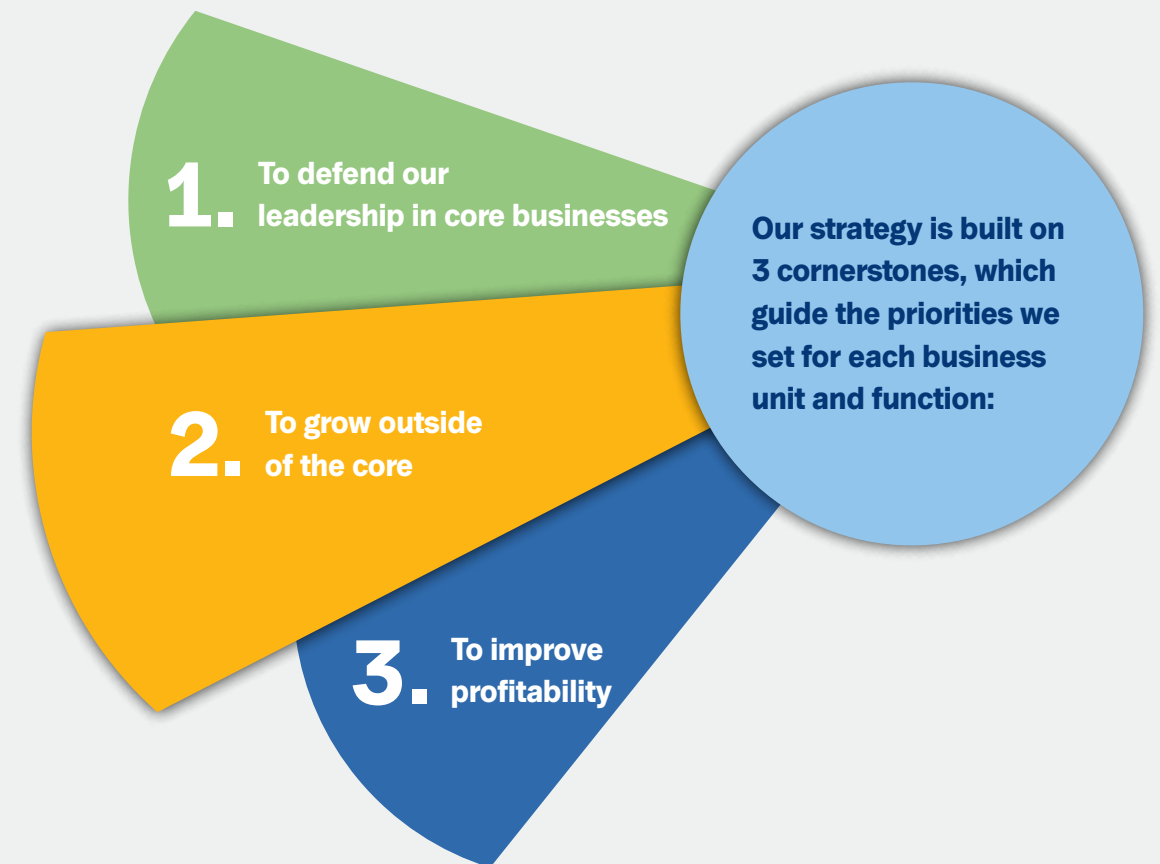 Our strategy is built on
3 cornerstones, which
guide the priorities we
set for each business
unit and function:
1. To defend our
leadership in core businesses
2. To grow outside
of the core
3. To improve
profitability